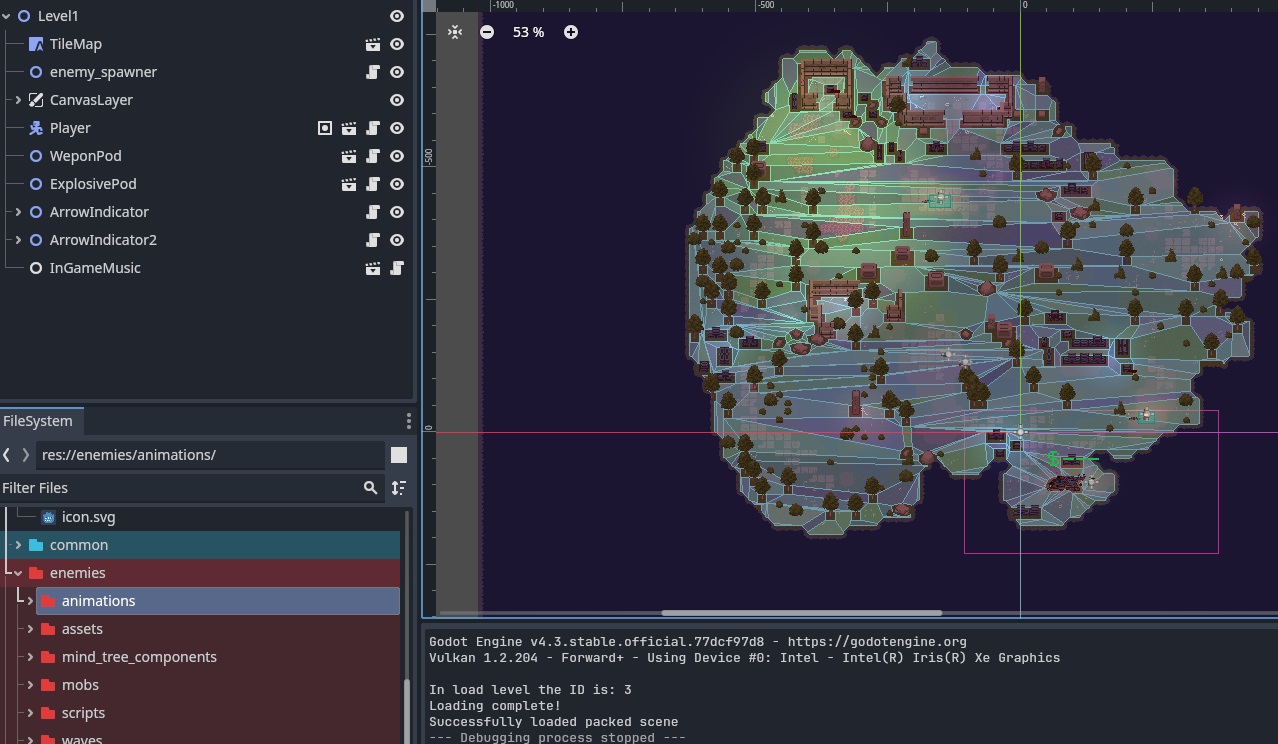 Level1
TileMap
enemy_spawner
CanvasLayer
Player
WeponPod
ExplosivePod
ArrowIndicator
ArrowIndicator2
InGameMusic
FileSystem
res://enemies/animations/
Filter Files
icon.svg
common
enemies
animations
assets
mind_tree_components
mobs
scripts
waves
-1000
-500
0
53 %
-500
0
Godot Engine v4.3.stable.official.77dcf97d8 - https://godotengine.org
Vulkan 1.2.204 - Forward+ - Using Device #0: Intel - Intel(R) Iris(R) Xe Graphics
In load level the ID is: 3
Loading complete!
Successfully loaded packed scene
--- Debugging process stopped ---